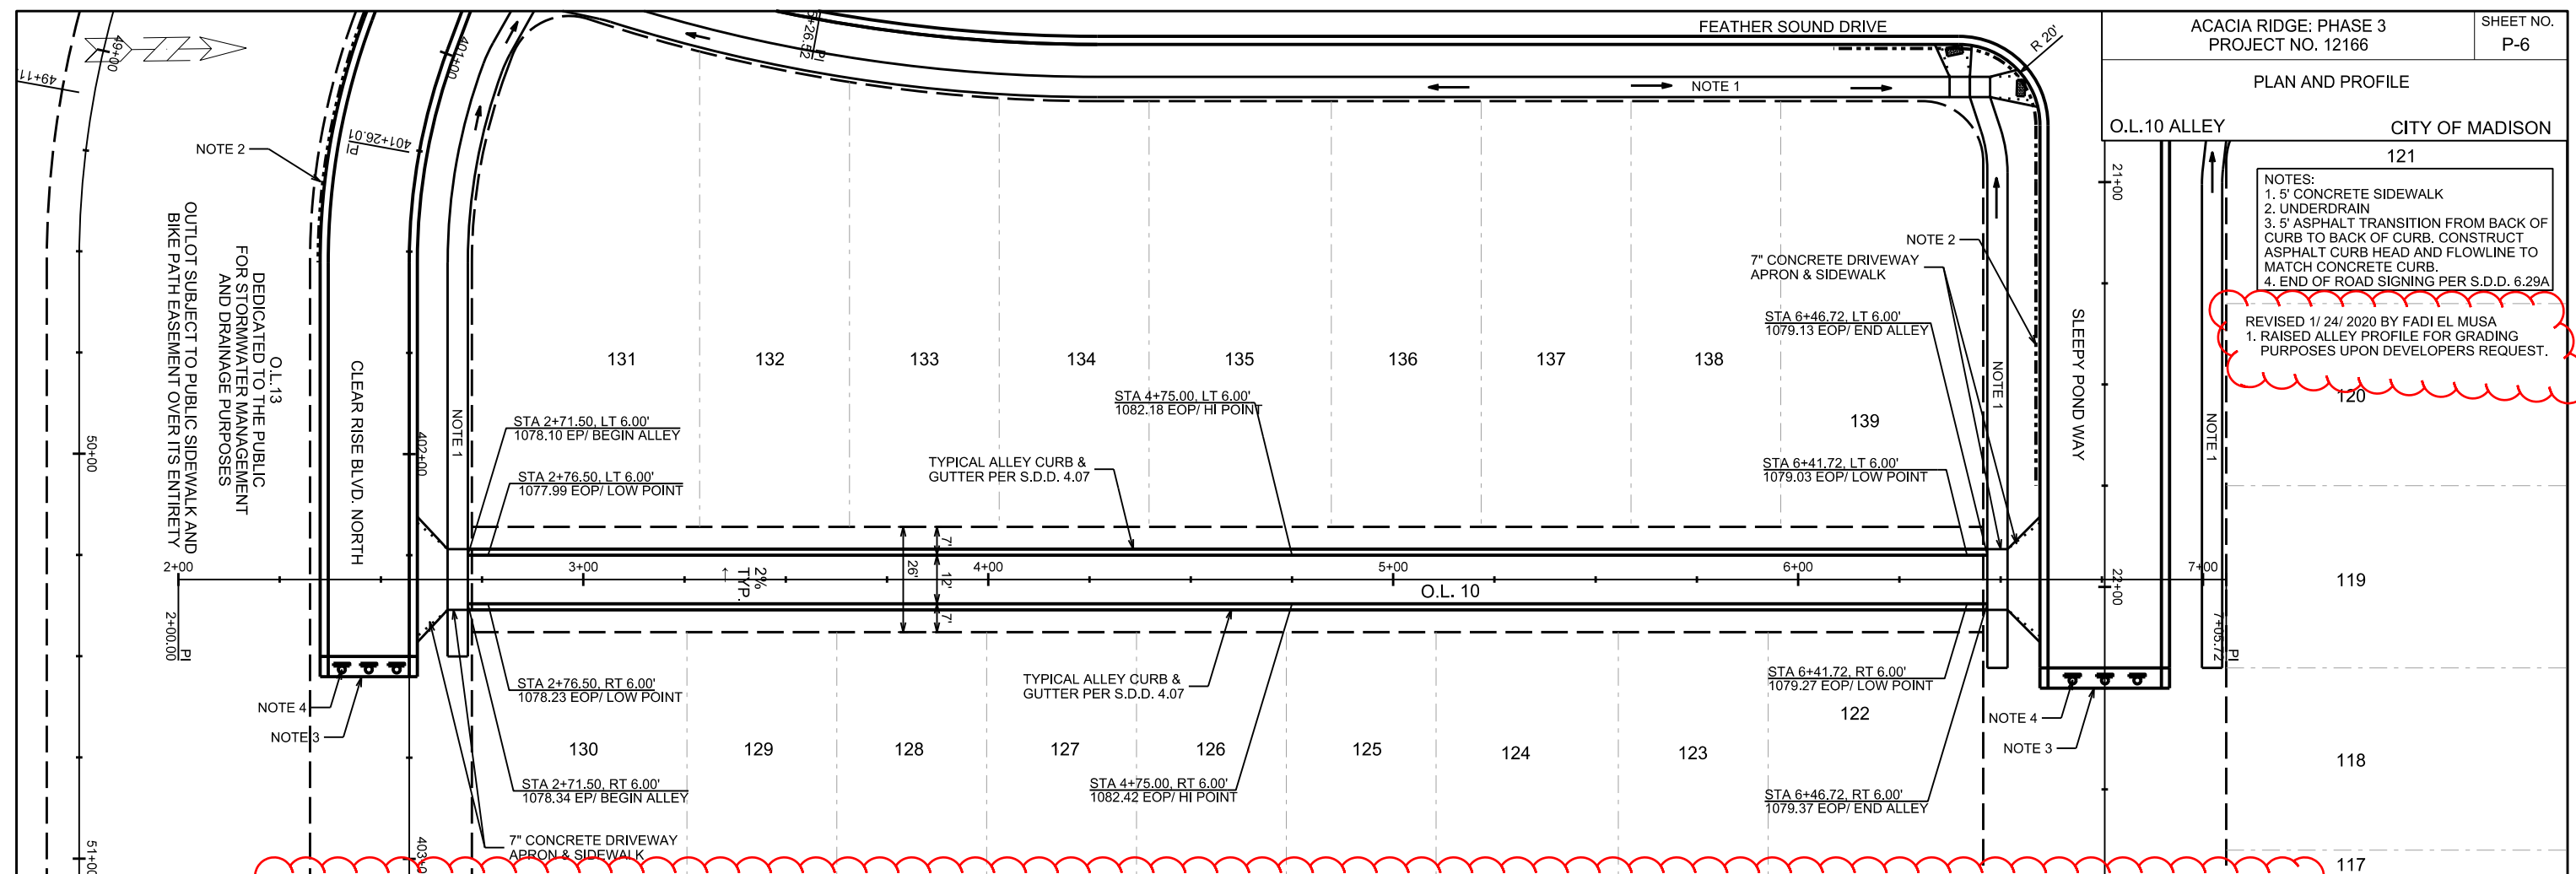 FEATHER SOUND DRIVE
ACACIA RIDGE: PHASE 3
PROJECT NO. 12166
SHEET NO.
P-6
PLAN AND PROFILE
O.L.10 ALLEY
CITY OF MADISON
121
NOTES:
1. 5' CONCRETE SIDEWALK
2. UNDERDRAIN
3. 5' ASPHALT TRANSITION FROM BACK OF
CURB TO BACK OF CURB. CONSTRUCT
ASPHALT CURB HEAD AND FLOWLINE TO
MATCH CONCRETE CURB.
4. END OF ROAD SIGNING PER S.D.D. 6.29A
REVISED 1/ 24/ 2020 BY FADI EL MUSA
1. RAISED ALLEY PROFILE FOR GRADING
PURPOSES UPON DEVELOPERS REQUEST.
120
119
118
117
49+00
49+11.
50+00
51+00
401+00
401+26.01
PI
402+00
+26.52
PI
R 20'
NOTE 1
NOTE 2
O.L.13
DEDICATED TO THE PUBLIC
FOR STORMWATER MANAGEMENT
AND DRAINAGE PURPOSES
OUTLOT SUBJECT TO PUBLIC SIDEWALK AND
BIKE PATH EASEMENT OVER ITS ENTIRETY
CLEAR RISE BLVD. NORTH
NOTE 1
131
132
133
134
135
136
137
138
139
STA 2+71.50, LT 6.00'
1078.10 EP/ BEGIN ALLEY
STA 2+76.50, LT 6.00'
1077.99 EOP/ LOW POINT
TYPICAL ALLEY CURB &
GUTTER PER S.D.D. 4.07
STA 4+75.00, LT 6.00'
1082.18 EOP/ HI POINT
7" CONCRETE DRIVEWAY
APRON & SIDEWALK
NOTE 2
STA 6+46.72, LT 6.00'
1079.13 EOP/ END ALLEY
STA 6+41.72, LT 6.00'
1079.03 EOP/ LOW POINT
NOTE 1
SLEEPY POND WAY
21+00
22+00
NOTE 1
2+00
3+00
4+00
5+00
6+00
7+00
2+00.00
PI
2%
TYP.
26'
7'
12'
7'
O.L. 10
7+05.72
PI
NOTE 4
NOTE 3
STA 2+76.50, RT 6.00'
1078.23 EOP/ LOW POINT
TYPICAL ALLEY CURB &
GUTTER PER S.D.D. 4.07
STA 6+41.72, RT 6.00'
1079.27 EOP/ LOW POINT
122
NOTE 4
NOTE 3
130
129
128
127
126
125
124
123
STA 2+71.50, RT 6.00'
1078.34 EP/ BEGIN ALLEY
STA 4+75.00, RT 6.00'
1082.42 EOP/ HI POINT
STA 6+46.72, RT 6.00'
1079.37 EOP/ END ALLEY
7" CONCRETE DRIVEWAY
APRON & SIDEWALK